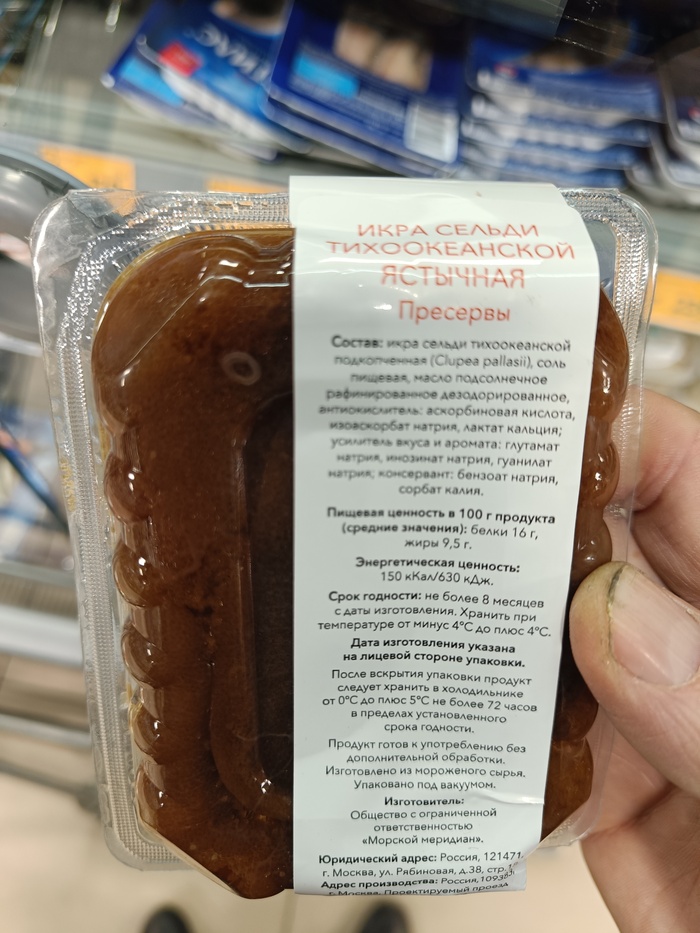 ИКРА СЕЛЬДИ
ТИХООКЕАНСКОЙ
ЯСТЫЧНАЯ
Пресервы
Состав: икра сельди тихоокеанской
подкопченная (Clupea pallasii), соль
пищевая, масло подсолнечное
рафинированное дезодорированное,
антиокислитель: аскорбиновая кислота,
изоаскорбат натрия, лактат кальция;
усилитель вкуса и аромата: глутамат
натрия, инозинат натрия, гуанилат
натрия; консервант: бензоат натрия,
сорбат калия.
Пищевая ценность в 100 г продукта
(средние значения): белки 16 г,
жиры 9,5 г.
Энергетическая ценность:
150 кКал/630 кДж.
Срок годности: не более 8 месяцев
с даты изготовления. Хранить при
температуре от минус 4°С до плюс 4°С.
Дата изготовления указана
на лицевой стороне упаковки.
После вскрытия упаковки продукт
следует хранить в холодильнике
от 0°С до плюс 5°С не более 72 часов
в пределах установленного
срока годности.
Продукт готов к употреблению без
дополнительной обработки.
Изготовлено из мороженого сырья.
Упаковано под вакуумом.
Изготовитель:
Общество с ограниченной
ответственностью
«Морской меридиан».
Юридический адрес: Россия, 121471,
г. Москва, ул. Рябиновая, д.38, стр.
Адрес производства: Россия,
г. Москва, Проектируемый проезд